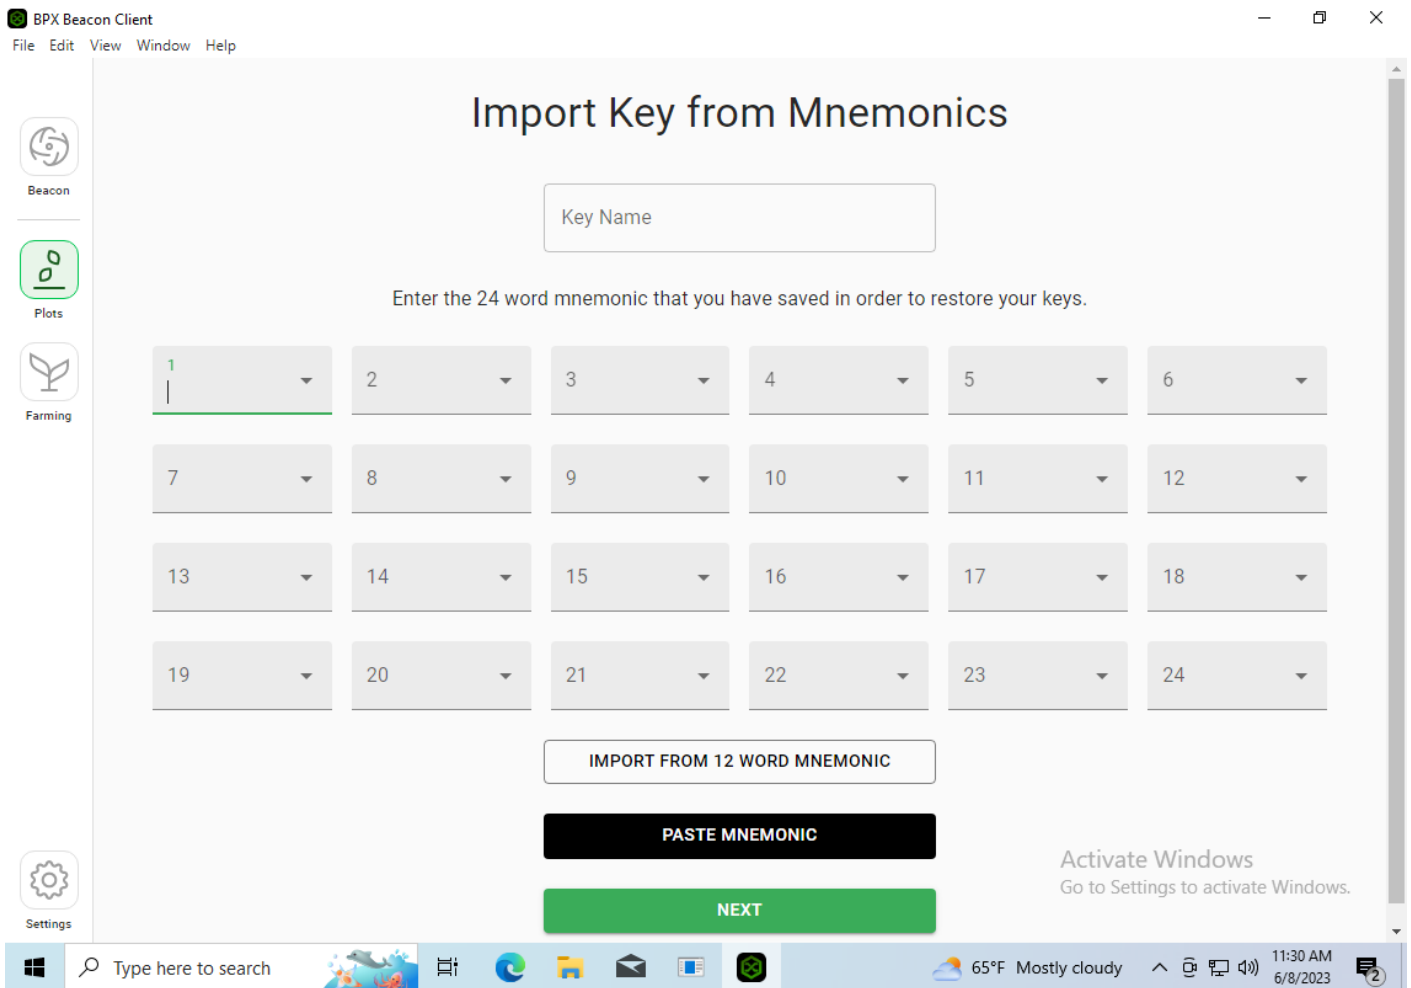 BPX Beacon Client
File Edit View Window Help
Import Key from Mnemonics
Beacon
Key Name
Enter the 24 word mnemonic that you have saved in order to restore your keys.
Plots
1 2 3 4 5 6
Farming
7 8 9 10 11 12
13 14 15 16 17 18
19 20 21 22 23 24
IMPORT FROM 12 WORD MNEMONIC
PASTE MNEMONIC
Activate Windows
Go to Settings to activate Windows.
NEXT
Settings
Type here to search
65°F Mostly cloudy
11:30 AM
6/8/2023
2